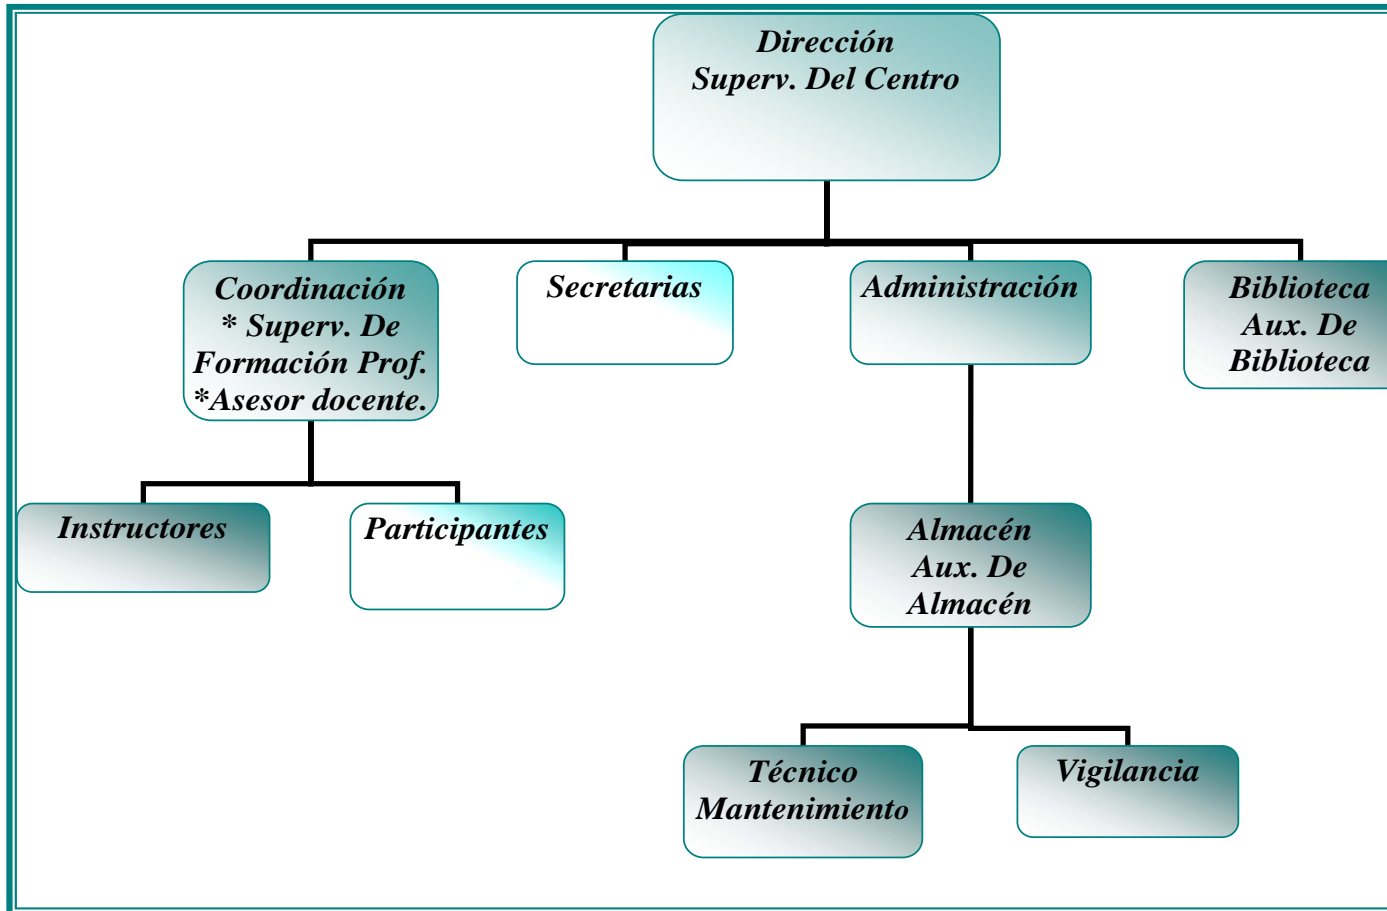 Dirección
Superv. Del Centro
Coordinación
* Superv. De
Formación Prof.
*Asesor docente.
Secretarias
Administración
Biblioteca
Aux. De
Biblioteca
Instructores
Participantes
Almacén
Aux. De
Almacén
Técnico
Mantenimiento
Vigilancia